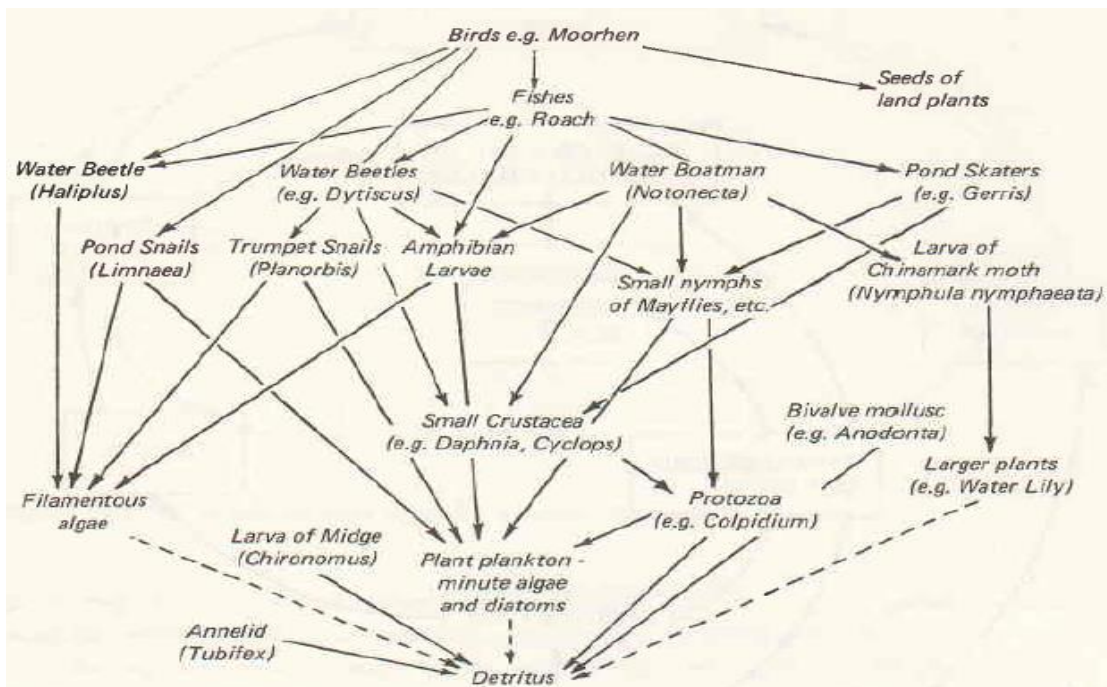 Birds e.g. Moorhen
Seeds of
land plants
Fishes
e.g. Roach
Water Beetle
(Haliplus)
Water Beetles
(e.g. Dytiscus)
Water Boatman
(Notonecta)
Pond Skaters
(e.g. Gerris)
Pond Snails
(Limnaea)
Trumpet Snails
(Planorbis)
Amphibian
Larvae
Small nymphs
of Mayflies, etc.
Larva of
Chinamark moth
(Nymphula nymphaeata)
Small Crustacea
(e.g. Daphnia, Cyclops)
Bivalve mollusc
(e.g. Anodonta)
Larger plants
(e.g. Water Lily)
Filamentous
algae
Protozoa
(e.g. Colpidium)
Larva of Midge
(Chironomus)
Plant plankton -
minute algae
and diatoms
Annelid
(Tubifex)
Detritus